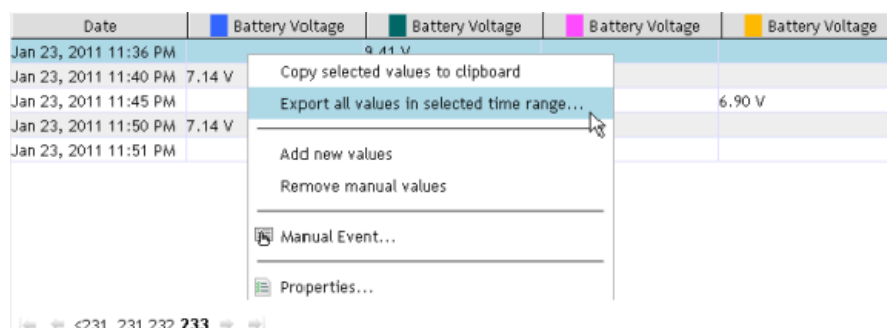 Date Battery Voltage Battery Voltage Battery Voltage Battery Voltage
Jan 23, 2011 11:36 PM 9.41 V
Jan 23, 2011 11:40 PM 7.14 V
Jan 23, 2011 11:45 PM 6.90 V
Jan 23, 2011 11:50 PM 7.14 V
Jan 23, 2011 11:51 PM
Copy selected values to clipboard
Export all values in selected time range...
Add new values
Remove manual values
Manual Event...
Properties...
<231 231 232 233